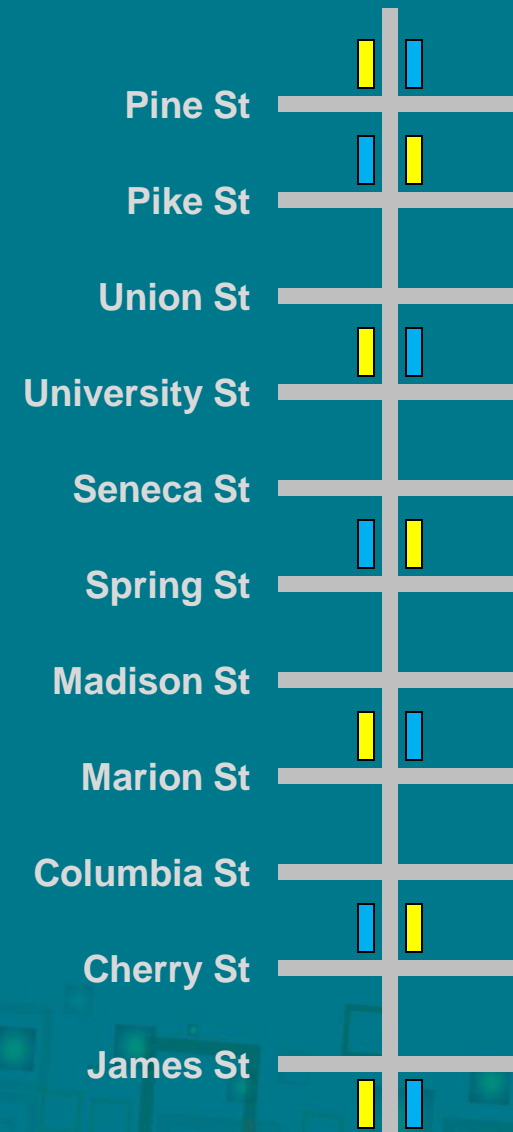 Pine St
Pike St
Union St
University St
Seneca St
Spring St
Madison St
Marion St
Columbia St
Cherry St
James St